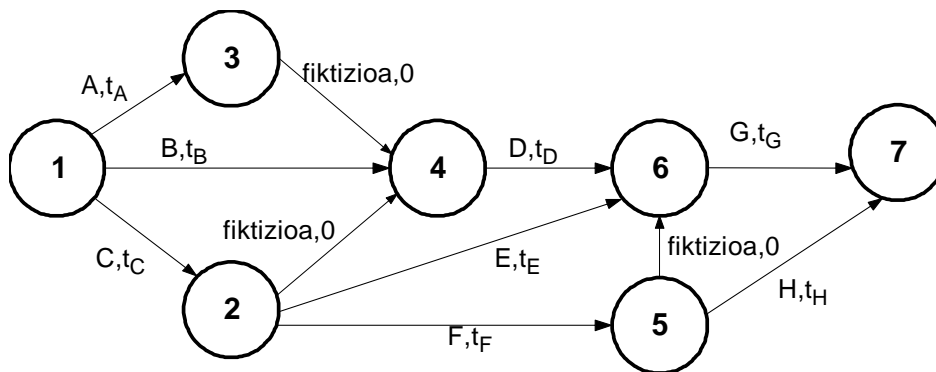 3
fiktizioa,0
A,tA
1
B,tB
4
D,tD
6
G,tG
7
C,tC
fiktizioa,0
E,tE
fiktizioa,0
H,tH
2
F,tF
5